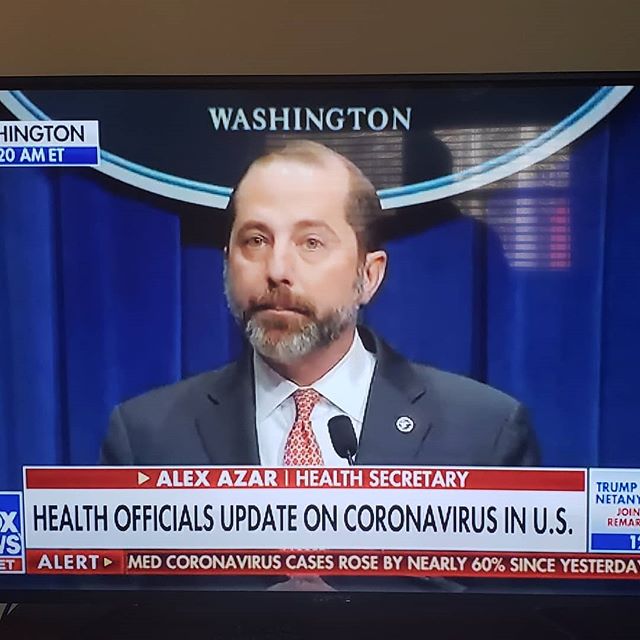 WASHINGTON
HINGTON
20 AM ET
ALEX AZAR | HEALTH SECRETARY
HEALTH OFFICIALS UPDATE ON CORONAVIRUS IN U.S.
TRUMP
NETANY
JOIN
REMAR
1
X
WS
ET
ALERT MED CORONAVIRUS CASES ROSE BY NEARLY 60% SINCE YESTERDA